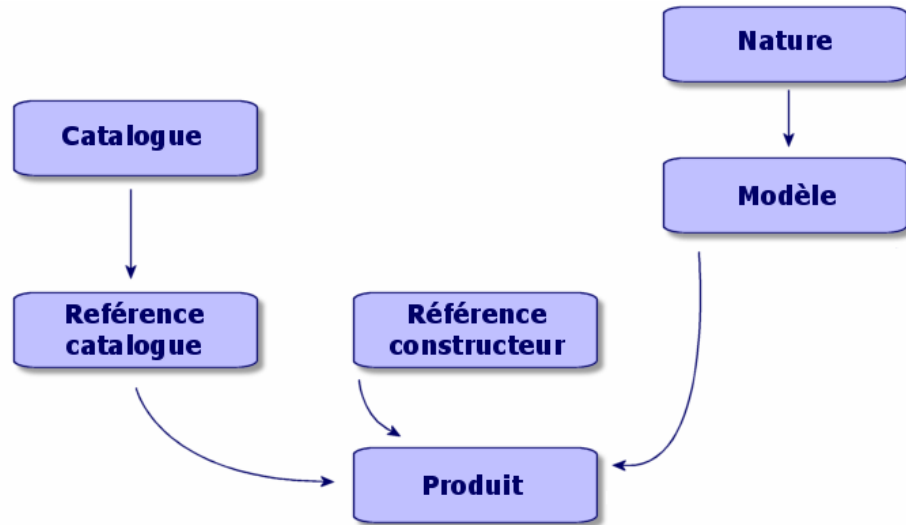 Nature
Catalogue
Modèle
Reférence
catalogue
Référence
constructeur
Produit